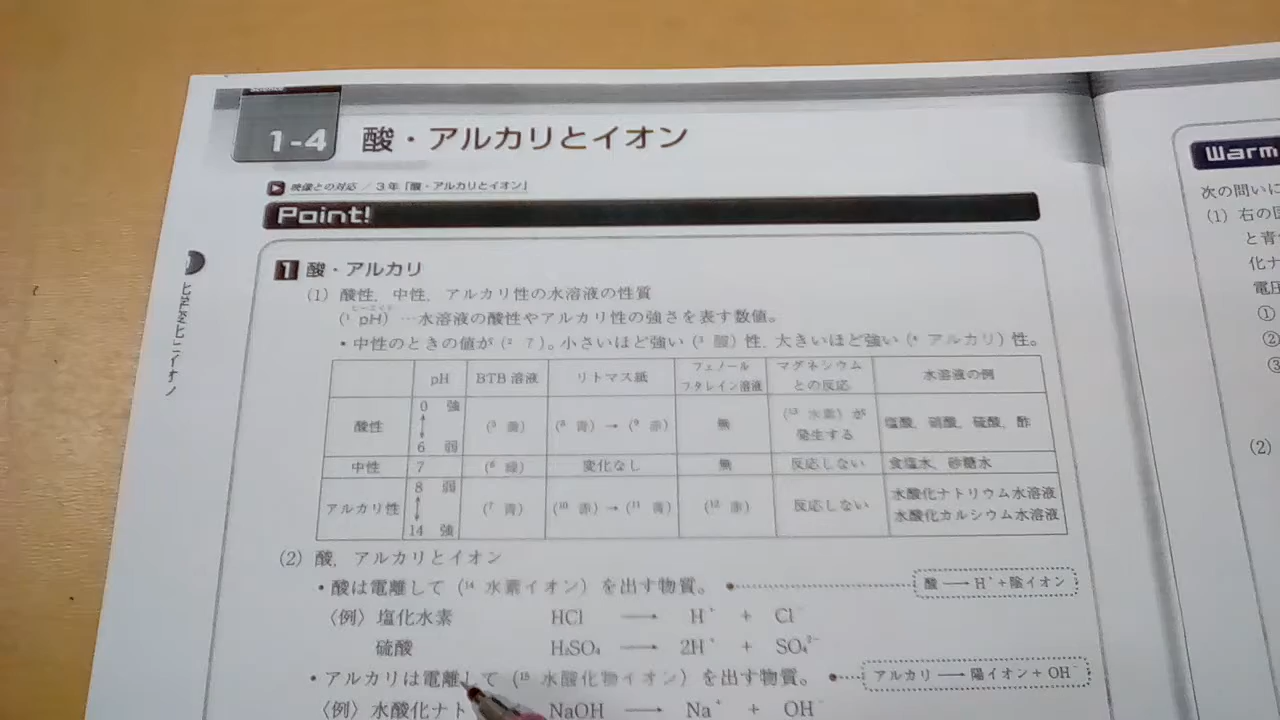 1-4 酸・アルカリとイオン
映像との対応／3年「酸・アルカリとイオン」
Point!
1 酸・アルカリ
(1) 酸性，中性，アルカリ性の水溶液の性質
(1 pH) …水溶液の酸性やアルカリ性の強さを表す数値。
・中性のときの値が (2 7)。小さいほど強い (3 酸) 性，大きいほど強い (4 アルカリ) 性。
pH BTB溶液 リトマス紙 フェノールフタレイン溶液 マグネシウムとの反応 水溶液の例
酸性 0 強 6 弱 (5 黄) (8 青) → (9 赤) 無 (13 水素) が発生する 塩酸，硝酸，硫酸，酢
中性 7 (6 緑) 変化なし 無 反応しない 食塩水，砂糖水
アルカリ性 8 弱 14 強 (7 青) (10 赤) → (11 青) (12 赤) 反応しない 水酸化ナトリウム水溶液 水酸化カルシウム水溶液
(2) 酸，アルカリとイオン
・酸は電離して (14 水素イオン) を出す物質。 酸 → H⁺+陰イオン
〈例〉塩化水素 HCl → H⁺ + Cl⁻
硫酸 H₂SO₄ → 2H⁺ + SO₄²⁻
・アルカリは電離して (15 水酸化物イオン) を出す物質。 アルカリ → 陽イオン+OH⁻
〈例〉水酸化ナト NaOH → Na⁺ + OH⁻
Warm
次の問いに
(1) 右の図
と青
化ナ
電圧
①
②
③
(2)